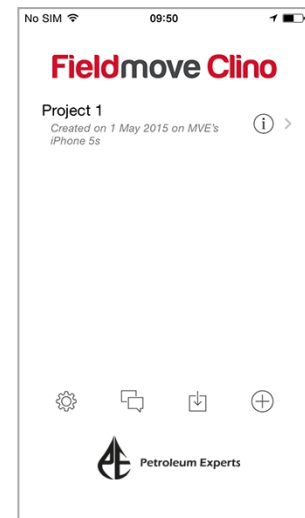 No SIM 09:50
Fieldmove Clino
Project 1
Created on 1 May 2015 on MVE's
iPhone 5s
Petroleum Experts